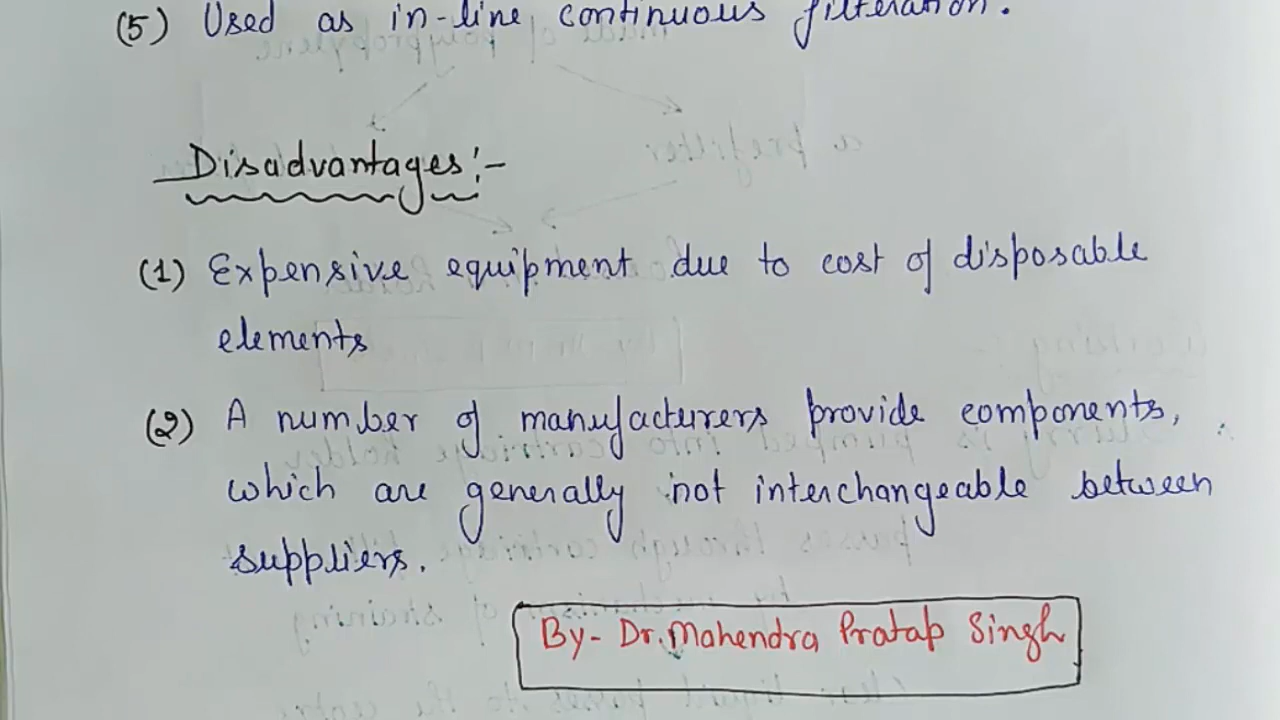 (5) Used as in-line continuous filteration.
Disadvantages:-
(1) Expensive equipment due to cost of disposable
elements
(2) A number of manufacturers provide components,
which are generally not interchangeable between
suppliers.
By- Dr. Mahendra Pratap Singh